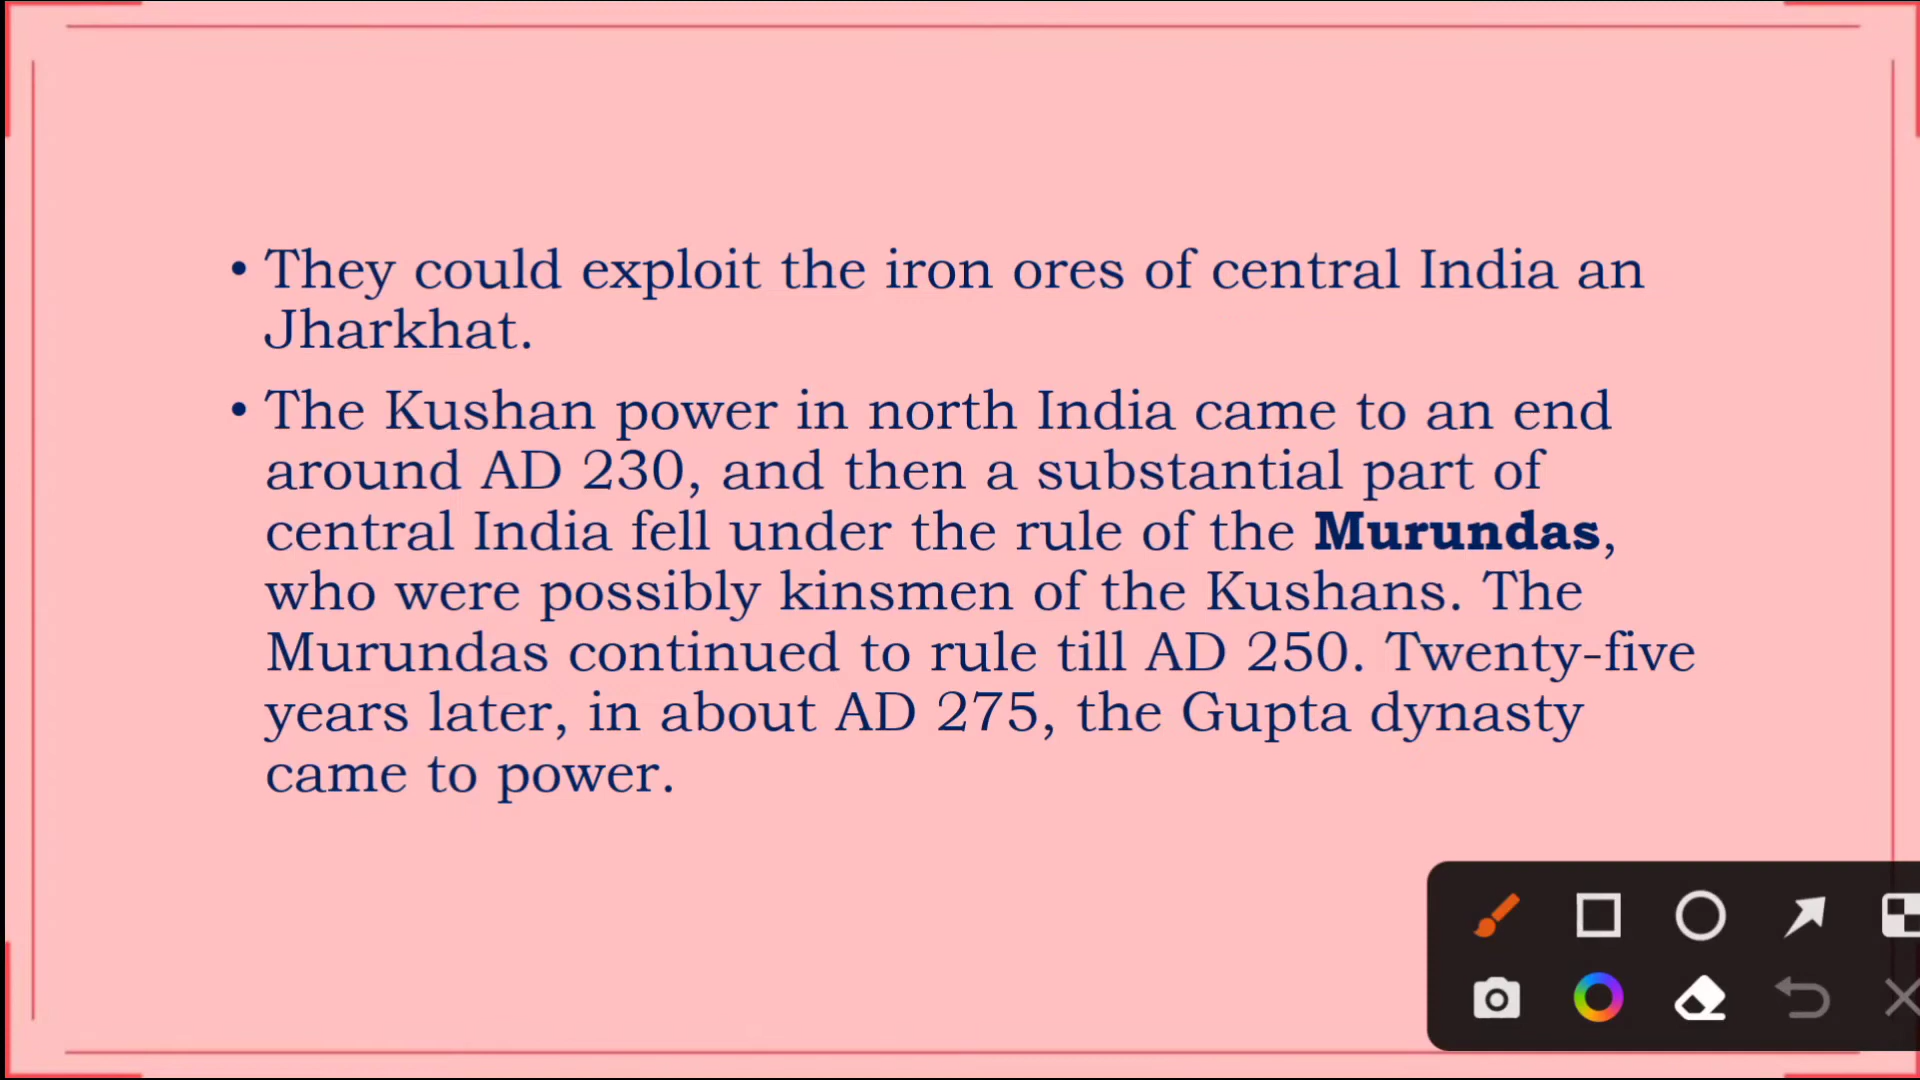 • They could exploit the iron ores of central India an
Jharkhat.
• The Kushan power in north India came to an end
around AD 230, and then a substantial part of
central India fell under the rule of the Murundas,
who were possibly kinsmen of the Kushans. The
Murundas continued to rule till AD 250. Twenty-five
years later, in about AD 275, the Gupta dynasty
came to power.